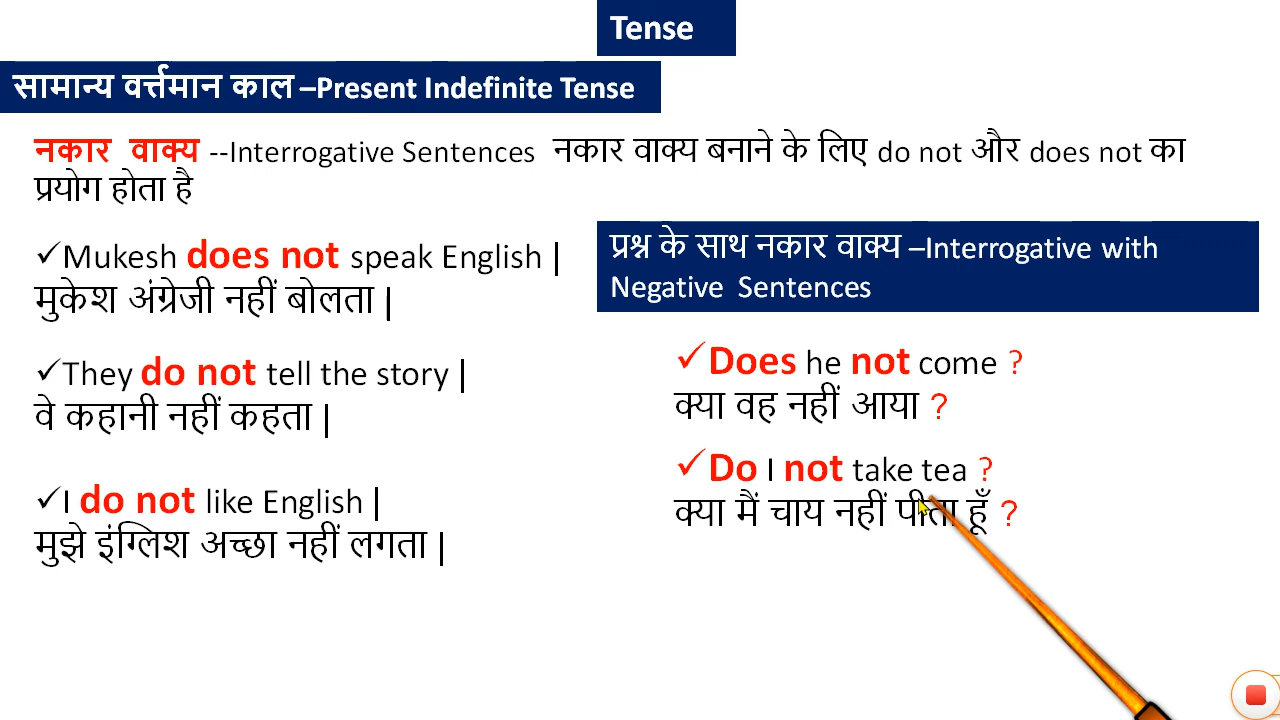 Tense
सामान्य वर्त्तमान काल –Present Indefinite Tense
नकार वाक्य --Interrogative Sentences नकार वाक्य बनाने के लिए do not और does not का
प्रयोग होता है
✓Mukesh does not speak English |
मुकेश अंग्रेजी नहीं बोलता |
✓They do not tell the story |
वे कहानी नहीं कहता |
✓I do not like English |
मुझे इंग्लिश अच्छा नहीं लगता |
प्रश्न के साथ नकार वाक्य –Interrogative with
Negative Sentences
✓Does he not come ?
क्या वह नहीं आया ?
✓Do I not take tea ?
क्या मैं चाय नहीं पीता हूँ ?